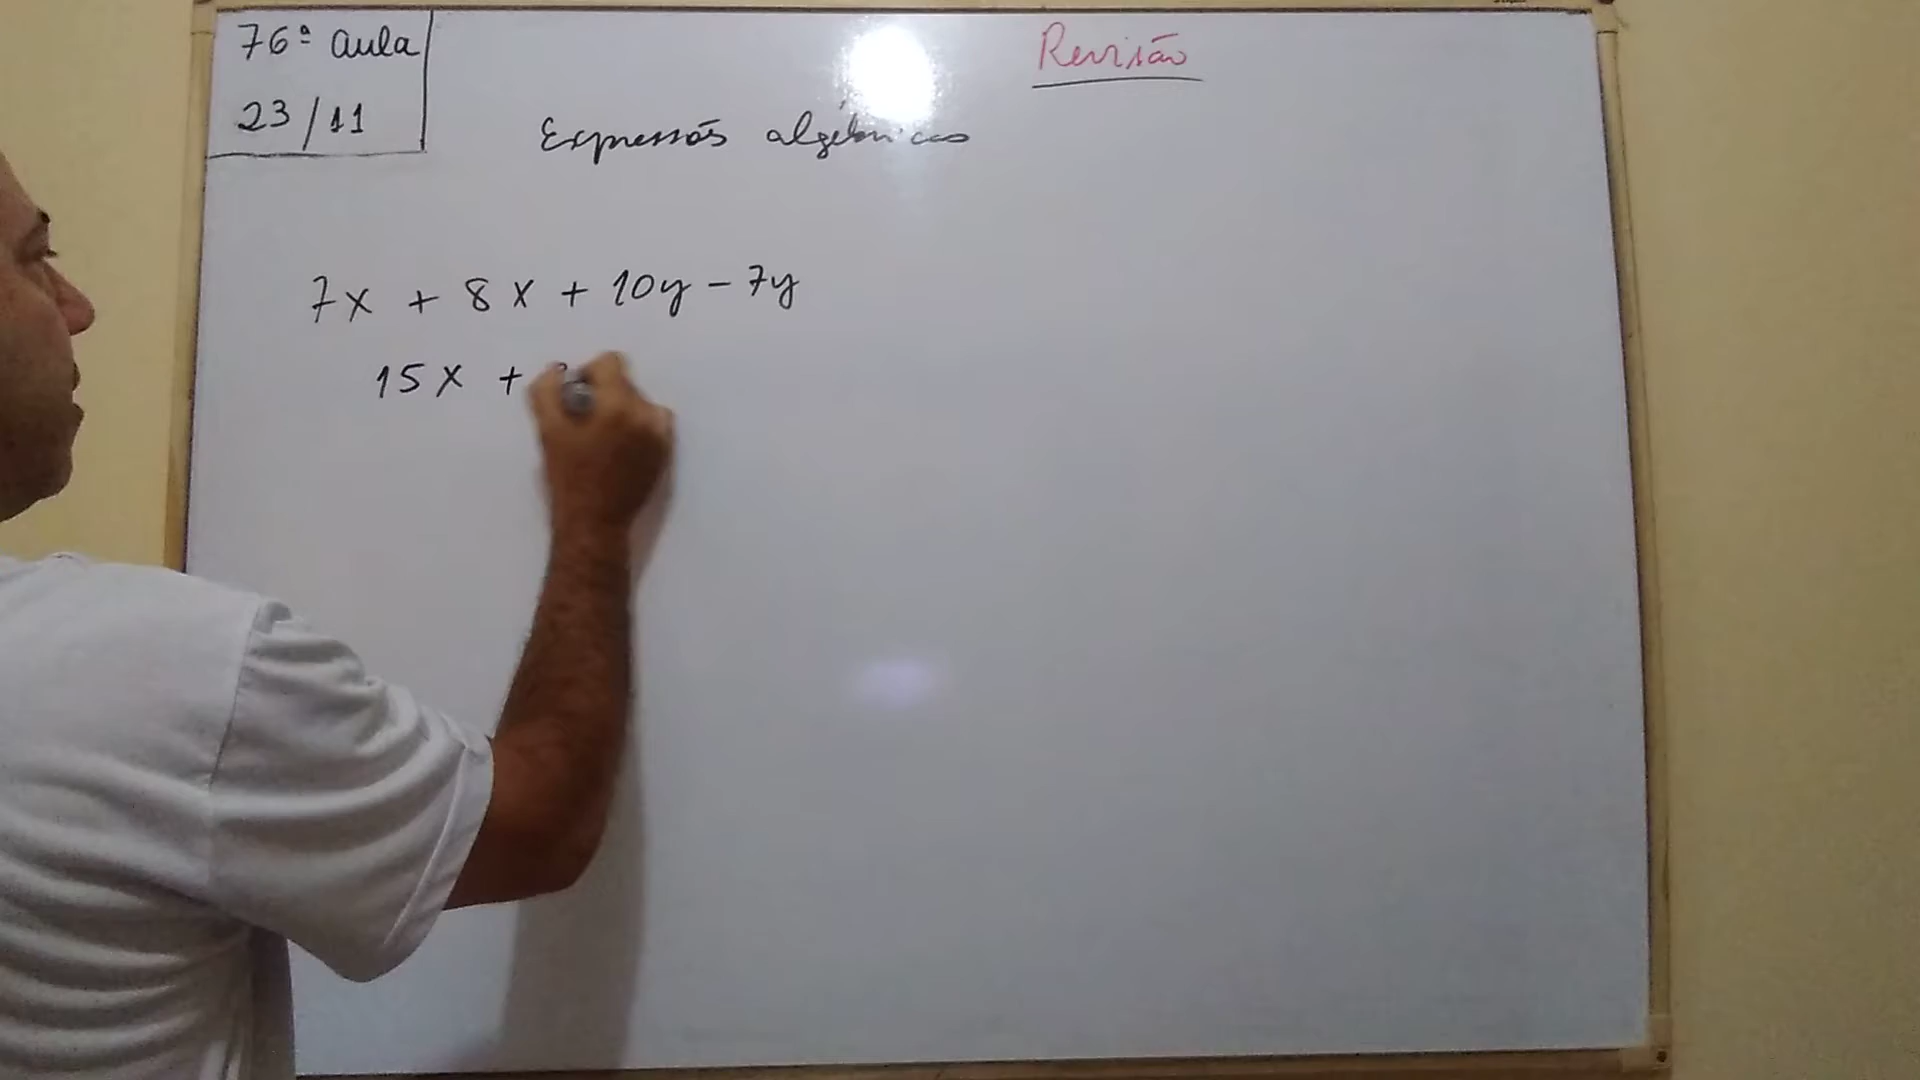 76ª aula
23/11
Revisão
Expressões algébricas
7x + 8x + 10y - 7y
15x +